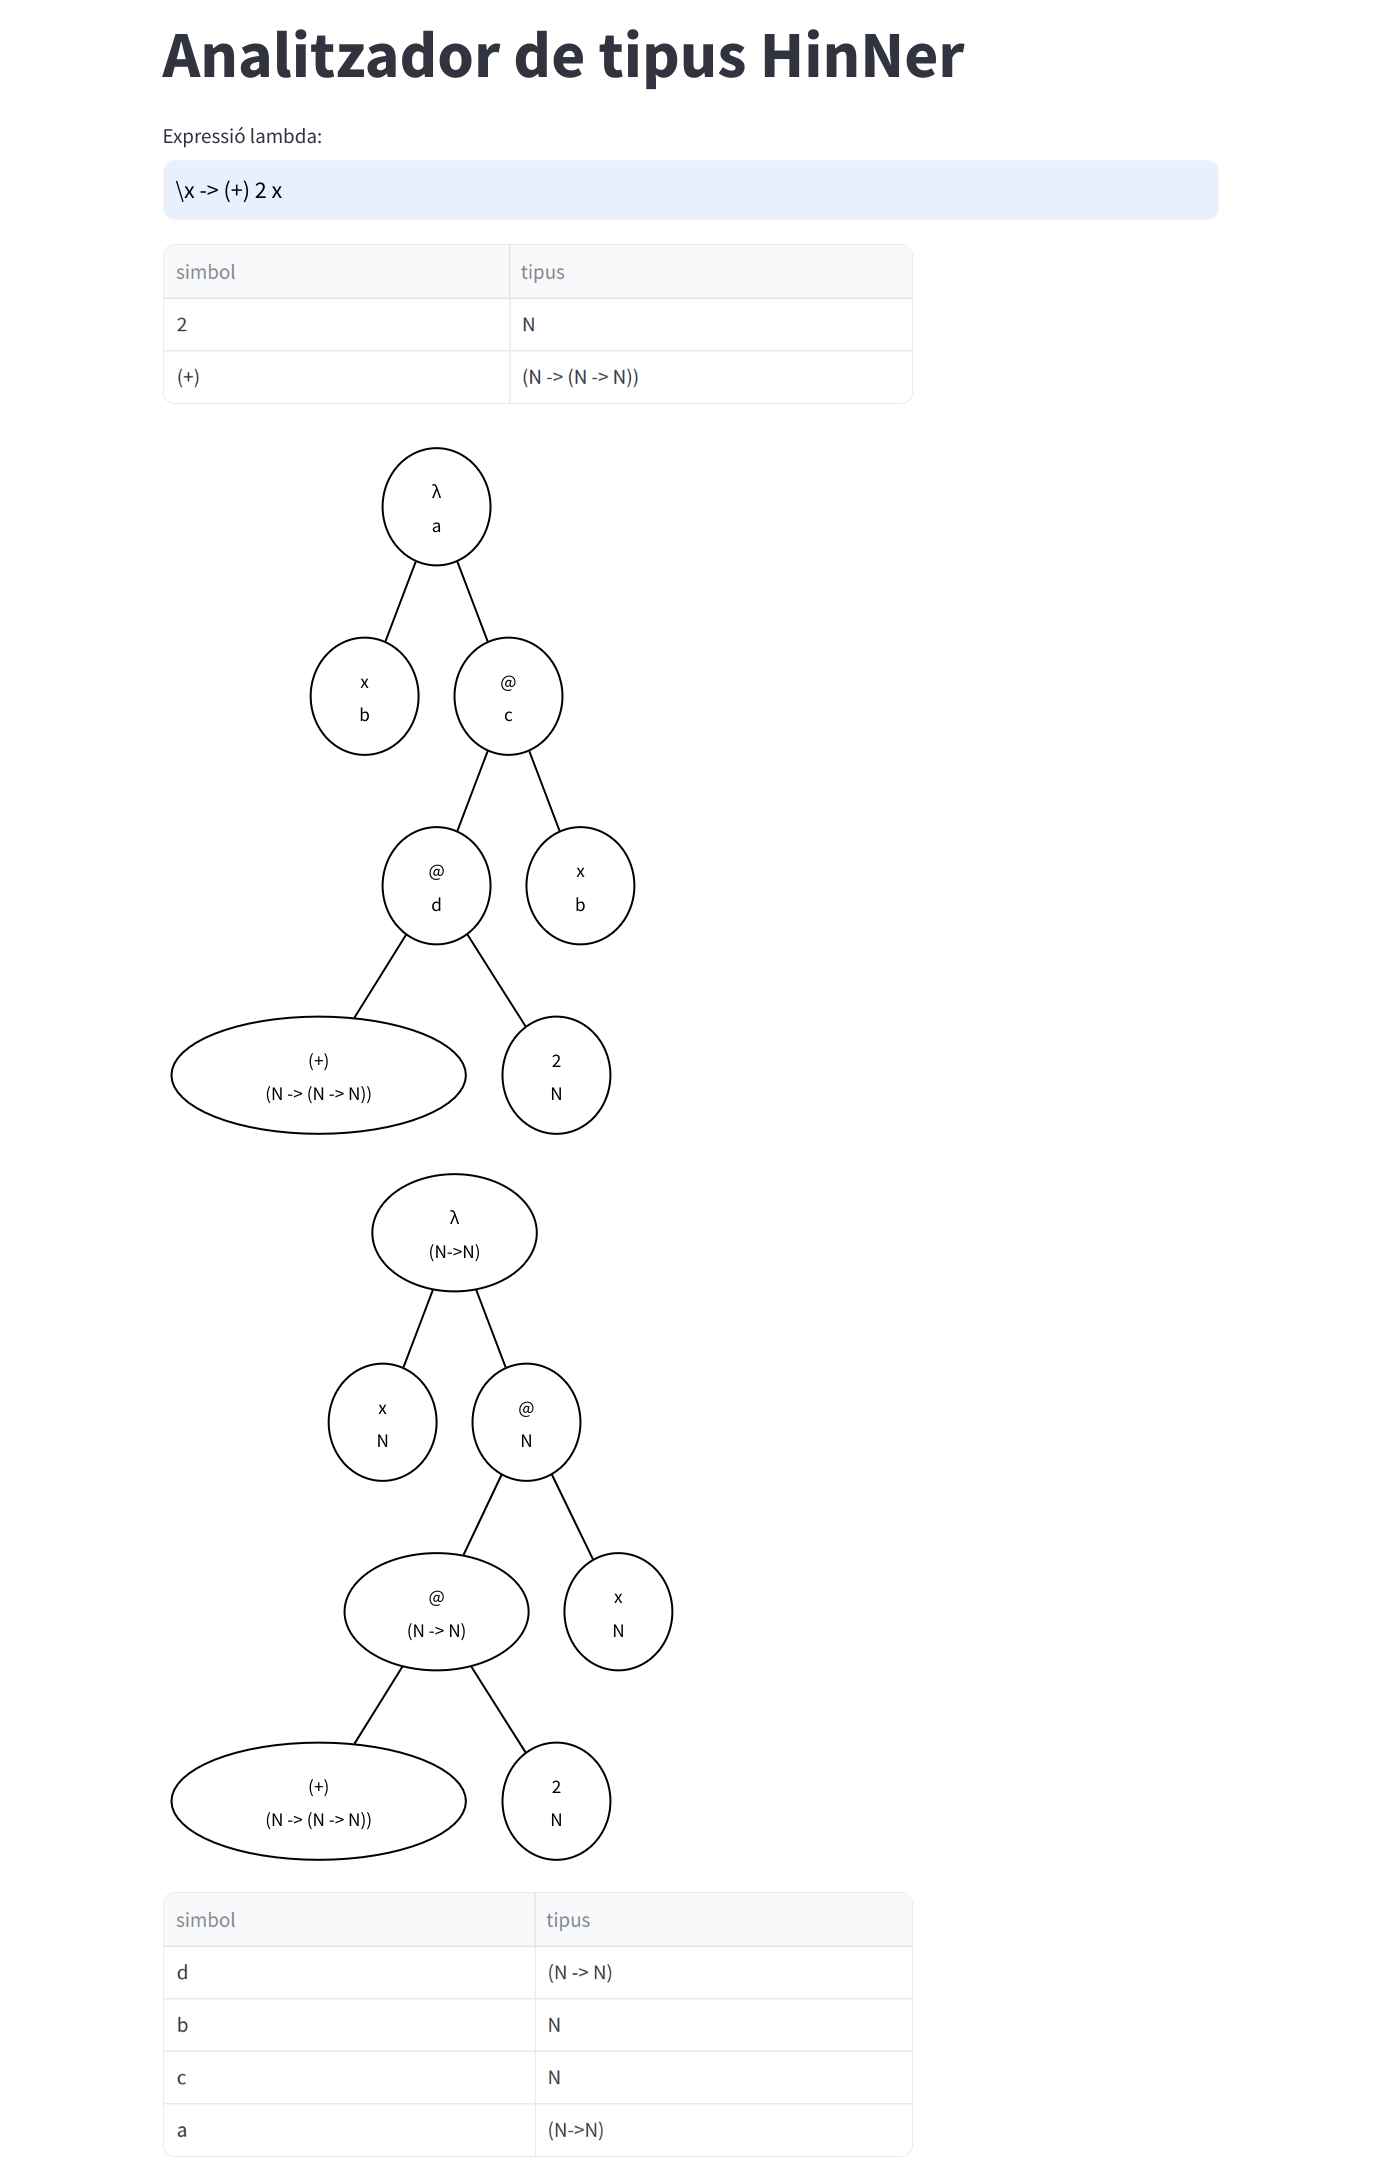 Analitzador de tipus HinNer
Expressió lambda:
\x -> (+) 2 x
simbol tipus
2 N
(+) (N -> (N -> N))
λ
a
x @
b c
@ x
d b
(+) 2
(N -> (N -> N)) N
λ
(N->N)
x @
N N
@ x
(N -> N) N
(+) 2
(N -> (N -> N)) N
simbol tipus
d (N -> N)
b N
c N
a (N->N)